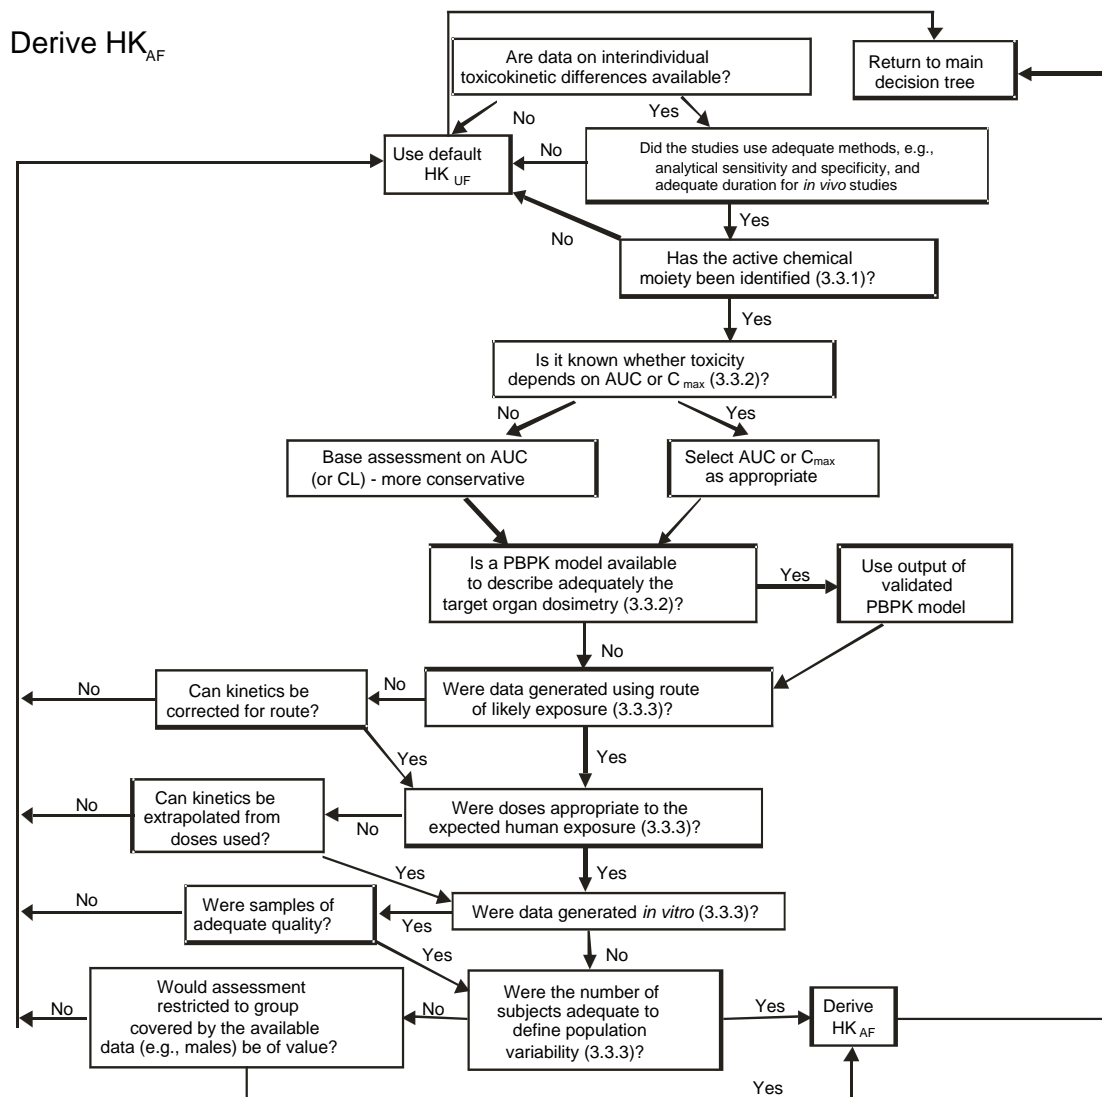 Derive HKAF
Are data on interindividual
toxicokinetic differences available?
Return to main
decision tree
No
Yes
Use default
HK UF
No
Did the studies use adequate methods, e.g.,
analytical sensitivity and specificity, and
adequate duration for in vivo studies
Yes
No
Has the active chemical
moiety been identified (3.3.1)?
Yes
Is it known whether toxicity
depends on AUC or C max (3.3.2)?
No
Yes
Base assessment on AUC
(or CL) - more conservative
Select AUC or Cmax
as appropriate
Is a PBPK model available
to describe adequately the
target organ dosimetry (3.3.2)?
Yes
Use output of
validated
PBPK model
No
No
Can kinetics be
corrected for route?
No
Were data generated using route
of likely exposure (3.3.3)?
Yes
Yes
No
Can kinetics be
extrapolated from
doses used?
No
Were doses appropriate to the
expected human exposure (3.3.3)?
Yes
Yes
No
Were samples of
adequate quality?
Yes
Were data generated in vitro (3.3.3)?
Yes
No
No
Would assessment
restricted to group
covered by the available
data (e.g., males) be of value?
No
Were the number of
subjects adequate to
define population
variability (3.3.3)?
Yes
Derive
HK AF
Yes